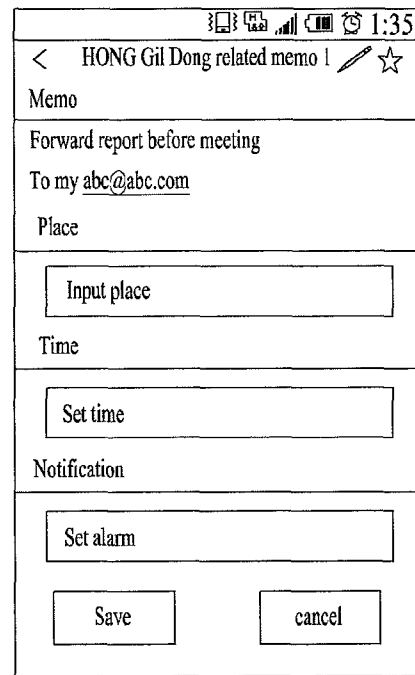 1:35
< HONG Gil Dong related memo 1
Memo
Forward report before meeting
To my abc@abc.com
Place
Input place
Time
Set time
Notification
Set alarm
Save cancel